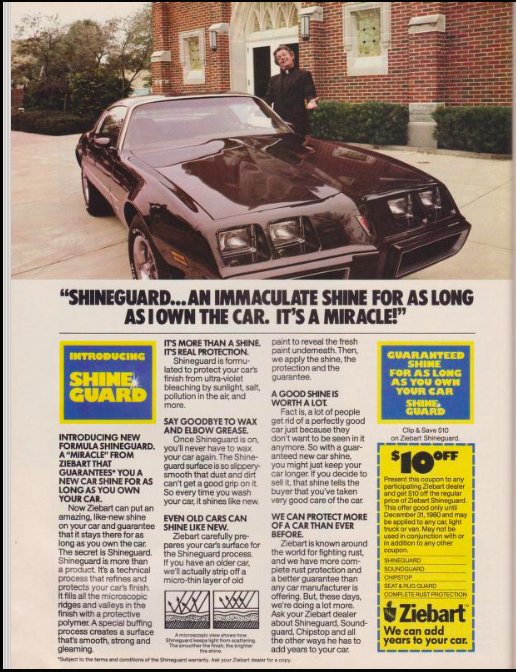 "SHINEGUARD...AN IMMACULATE SHINE FOR AS LONG
AS I OWN THE CAR. IT'S A MIRACLE!"
INTRODUCING
SHINE
GUARD
INTRODUCING NEW
FORMULA SHINEGUARD.
A "MIRACLE" FROM
ZIEBART THAT
GUARANTEES* YOU A
NEW CAR SHINE FOR AS
LONG AS YOU OWN
YOUR CAR.
Now Ziebart can put an
amazing, like-new shine
on your car and guarantee
that it stays there for as
long as you own the car.
The secret is Shineguard.
Shineguard is more than
a product. It's a technical
process that refines and
protects your car's finish.
It fills all the microscopic
ridges and valleys in the
finish with a protective
polymer. A special buffing
process creates a surface
that's smooth, strong and
gleaming.
IT'S MORE THAN A SHINE.
IT'S REAL PROTECTION.
Shineguard is formu-
lated to protect your car's
finish from ultra-violet
bleaching by sunlight, salt,
pollution in the air, and
more.
SAY GOODBYE TO WAX
AND ELBOW GREASE.
Once Shineguard is on,
you'll never have to wax
your car again. The Shine-
guard surface is so slippery-
smooth that dust and dirt
can't get a good grip on it.
So every time you wash
your car, it shines like new.
EVEN OLD CARS CAN
SHINE LIKE NEW.
Ziebart carefully pre-
pares your car's surface for
the Shineguard process.
If you have an older car,
we'll actually strip off a
micro-thin layer of old
A microscopic view shows how
Shineguard keeps light from scattering.
The smoother the finish, the brighter
the shine.
paint to reveal the fresh
paint underneath. Then,
we apply the shine, the
protection and the
guarantee.
A GOOD SHINE IS
WORTH A LOT.
Fact is, a lot of people
get rid of a perfectly good
car just because they
don't want to be seen in it
anymore. So with a guar-
anteed new car shine,
you might just keep your
car longer. If you decide to
sell it, that shine tells the
buyer that you've taken
very good care of the car.
WE CAN PROTECT MORE
OF A CAR THAN EVER
BEFORE.
Ziebart is known around
the world for fighting rust,
and we have more com-
plete rust protection and
a better guarantee than
any car manufacturer is
offering. But, these days,
we're doing a lot more.
Ask your Ziebart dealer
about Shineguard, Sound-
guard, Chipstop and all
the other ways he has to
add years to your car.
GUARANTEED
SHINE
FOR AS LONG
AS YOU OWN
YOUR CAR
SHINE
GUARD
Clip & Save $10
on Ziebart Shineguard.
$10 OFF
Present this coupon to any
participating Ziebart dealer
and get $10 off the regular
price of Ziebart Shineguard.
This offer good only until
December 31, 1980 and may
be applied to any car, light
truck or van. May not be
used in conjunction with or
in addition to any other
coupon.
SHINEGUARD
SOUNDGUARD
CHIPSTOP
SEAT & RUG GUARD
COMPLETE RUST PROTECTION
Ziebart
We can add
years to your car.
*Subject to the terms and conditions of the Shineguard warranty. Ask your Ziebart dealer for a copy.